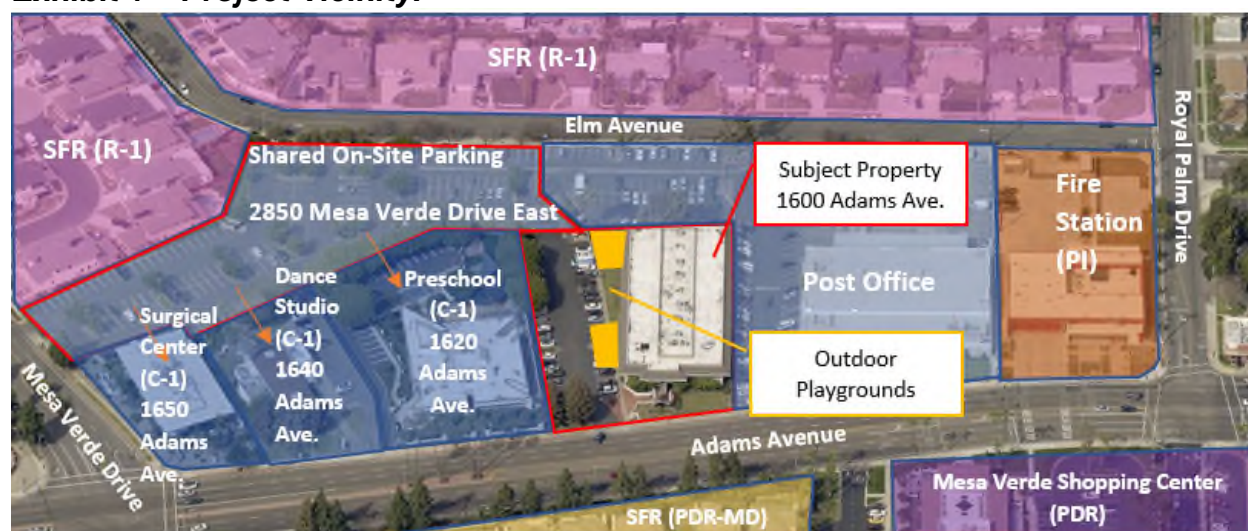 Exhibit 1 – Project Vicinity:
SFR (R-1)
SFR (R-1)
Elm Avenue
Royal Palm Drive
Shared On-Site Parking
2850 Mesa Verde Drive East
Subject Property
1600 Adams Ave.
Fire
Station
(PI)
Post Office
Surgical
Center
(C-1)
1650
Adams
Ave.
Dance
Studio
(C-1)
1640
Adams
Ave.
Preschool
(C-1)
1620
Adams
Ave.
Outdoor
Playgrounds
Mesa Verde Drive
Adams Avenue
SFR (PDR-MD)
Mesa Verde Shopping Center
(PDR)